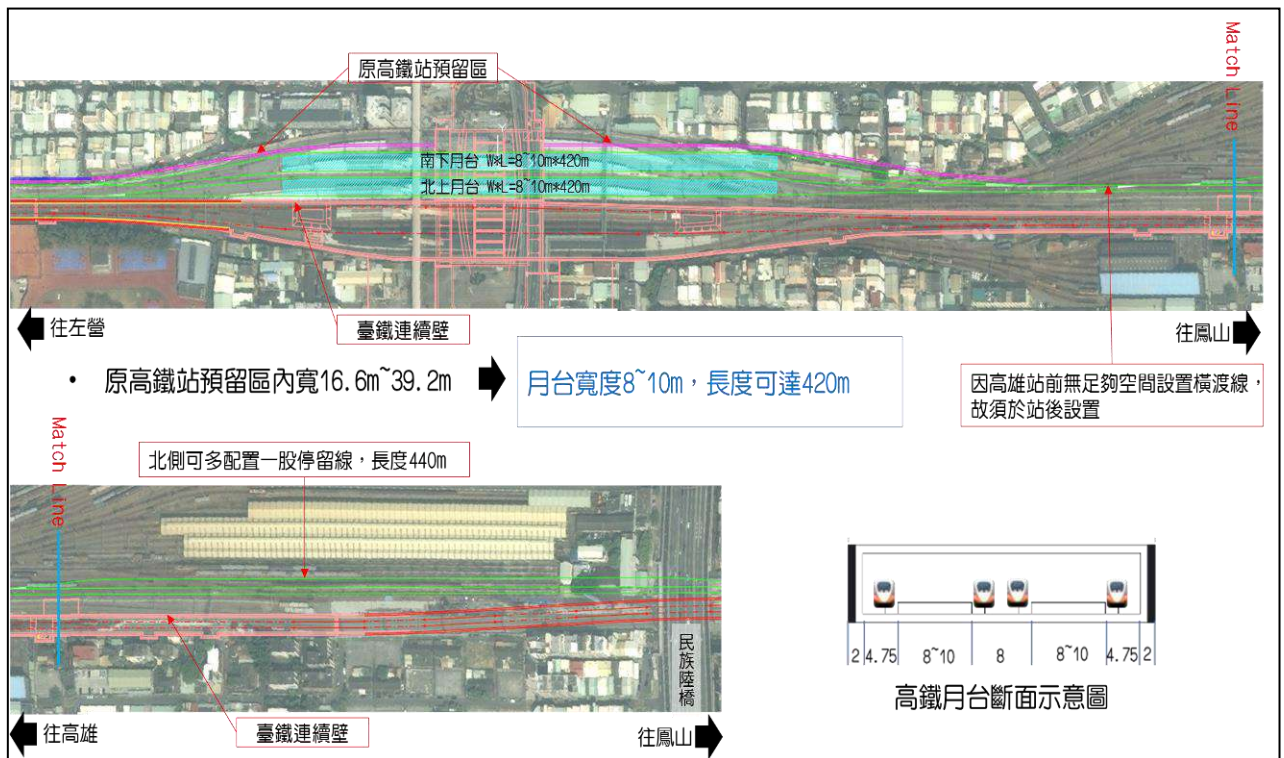 原高鐵站預留區
Match Line
南下月台 W*L=8~10m*420m
北上月台 W*L=8~10m*420m
往左營
臺鐵連續壁
往鳳山
• 原高鐵站預留區內寬16.6m~39.2m
月台寬度8~10m，長度可達420m
因高雄站前無足夠空間設置橫渡線，
故須於站後設置
Match Line
北側可多配置一股停留線，長度440m
民族陸橋
往高雄
臺鐵連續壁
往鳳山
2 4.75 8~10 8 8~10 4.75 2
高鐵月台斷面示意圖